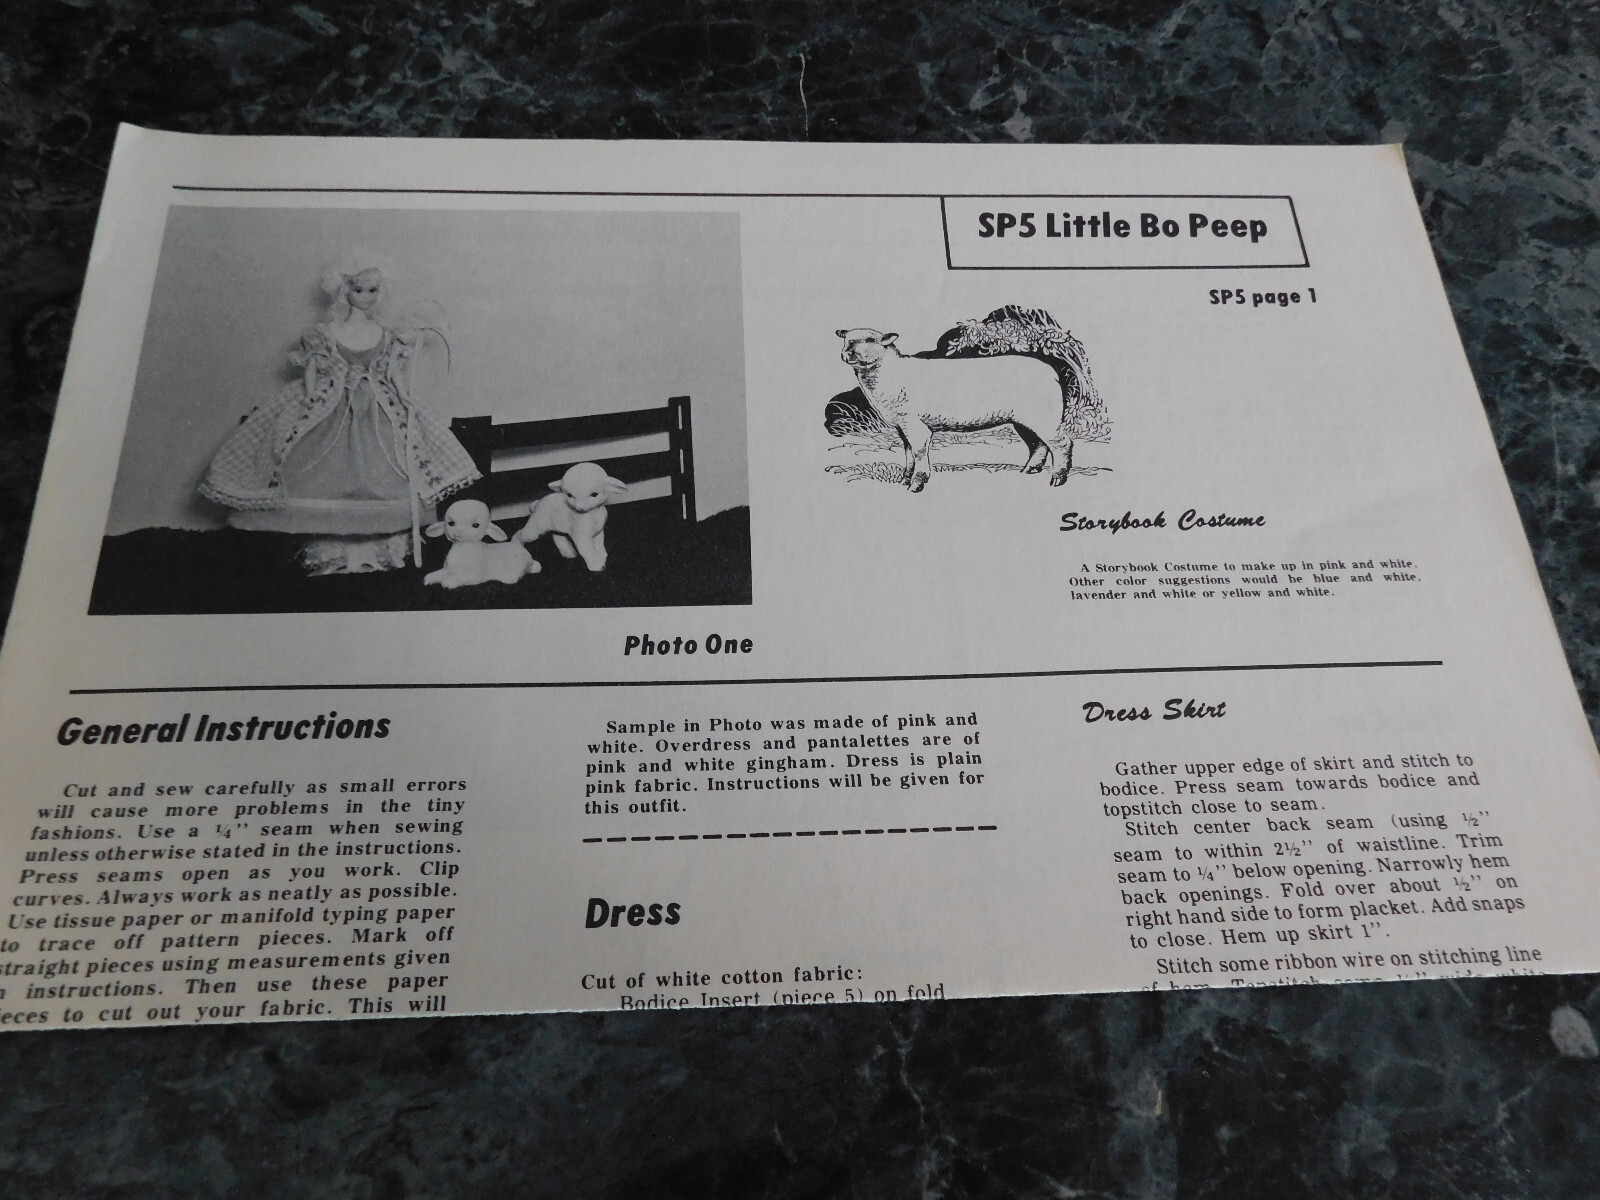 SP5 Little Bo Peep
SP5 page 1
Storybook Costume
A Storybook Costume to make up in pink and white.
Other color suggestions would be blue and white,
lavender and white or yellow and white.
Photo One
General Instructions
Cut and sew carefully as small errors
will cause more problems in the tiny
fashions. Use a ¼" seam when sewing
unless otherwise stated in the instructions.
Press seams open as you work. Clip
curves. Always work as neatly as possible.
Use tissue paper or manifold typing paper
to trace off pattern pieces. Mark off
straight pieces using measurements given
instructions. Then use these paper
eces to cut out your fabric. This will
Sample in Photo was made of pink and
white. Overdress and pantalettes are of
pink and white gingham. Dress is plain
pink fabric. Instructions will be given for
this outfit.
Dress
Cut of white cotton fabric:
Bodice Insert (piece 5) on fold
Dress Skirt
Gather upper edge of skirt and stitch to
bodice. Press seam towards bodice and
topstitch close to seam.
Stitch center back seam (using ½"
seam to within 2½" of waistline. Trim
seam to ¼" below opening. Narrowly hem
back openings. Fold over about ½" on
right hand side to form placket. Add snaps
to close. Hem up skirt 1".
Stitch some ribbon wire on stitching line
of hem. Topstitch some